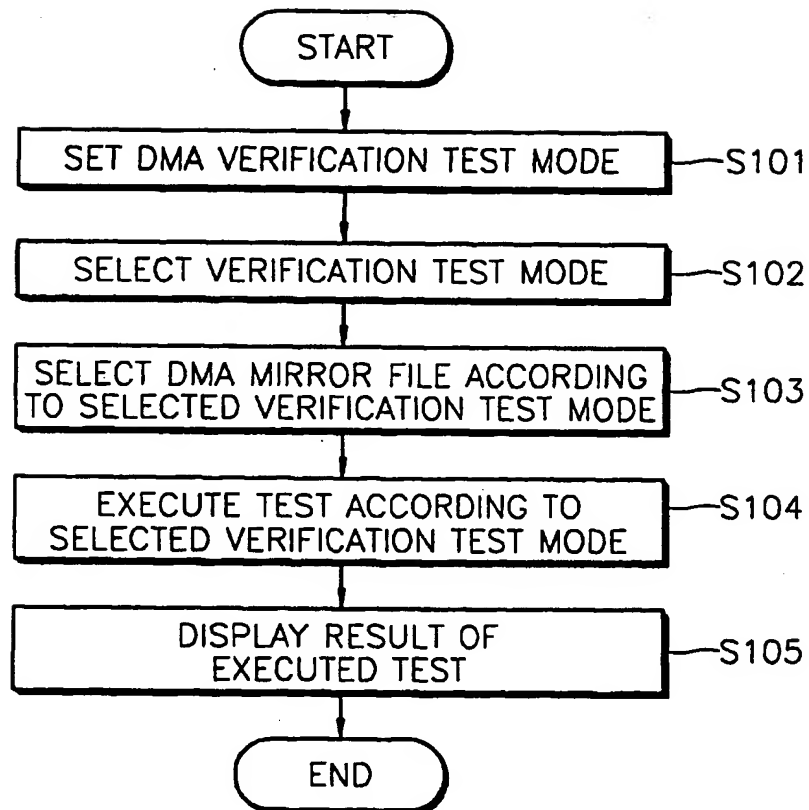 START
SET DMA VERIFICATION TEST MODE
S101
SELECT VERIFICATION TEST MODE
S102
SELECT DMA MIRROR FILE ACCORDING
TO SELECTED VERIFICATION TEST MODE
S103
EXECUTE TEST ACCORDING TO
SELECTED VERIFICATION TEST MODE
S104
DISPLAY RESULT OF
EXECUTED TEST
S105
END